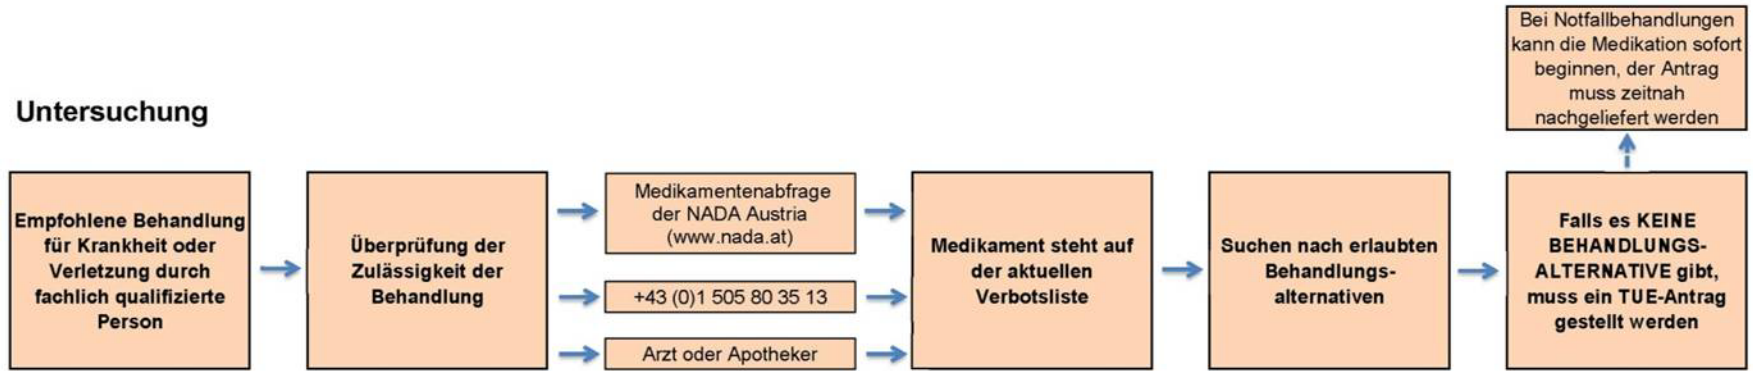 Untersuchung
Empfohlene Behandlung
für Krankheit oder
Verletzung durch
fachlich qualifizierte
Person
Überprüfung der
Zulässigkeit der
Behandlung
Medikamentenabfrage
der NADA Austria
(www.nada.at)
+43 (0)1 505 80 35 13
Arzt oder Apotheker
Medikament steht auf
der aktuellen
Verbotsliste
Suchen nach erlaubten
Behandlungs-
alternativen
Falls es KEINE
BEHANDLUNGS-
ALTERNATIVE gibt,
muss ein TUE-Antrag
gestellt werden
Bei Notfallbehandlungen
kann die Medikation sofort
beginnen, der Antrag
muss zeitnah
nachgeliefert werden